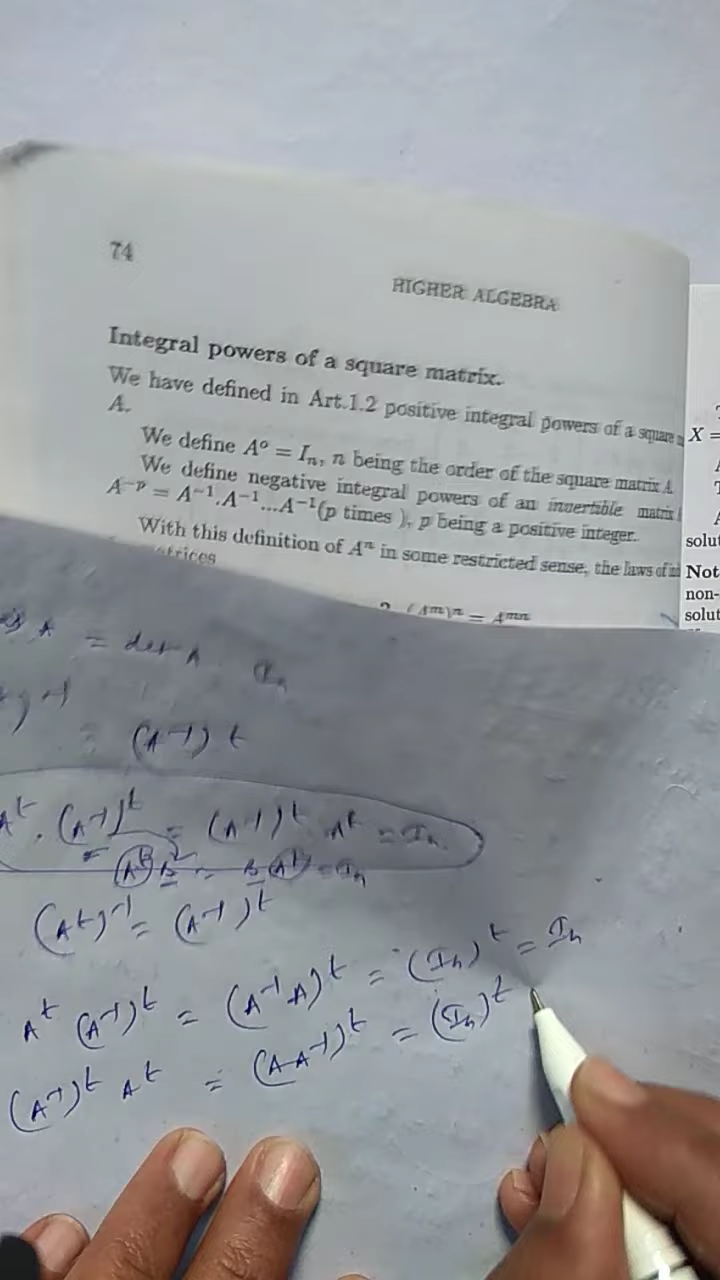 74
HIGHER ALGEBRA
Integral powers of a square matrix.
We have defined in Art.1.2 positive integral powers of a square
A.
We define A° = Iₙ, n being the order of the square matrix A.
We define negative integral powers of an invertible matrix
A⁻ᵖ = A⁻¹.A⁻¹...A⁻¹(p times ), p being a positive integer.
With this definition of Aⁿ in some restricted sense, the laws of
(Aᵐ)ⁿ = Aᵐⁿ
X =
solut
Not
non-
solut
A = det A Iₙ
(A⁻¹)ᵗ
Aᵗ . (A⁻¹)ᵗ = (A⁻¹)ᵗ Aᵗ = Iₙ
(Aᵗ)⁻¹ = (A⁻¹)ᵗ
Aᵗ (A⁻¹)ᵗ = (A⁻¹A)ᵗ = (Iₙ)ᵗ = Iₙ
(A⁻¹)ᵗ Aᵗ = (AA⁻¹)ᵗ = (Iₙ)ᵗ